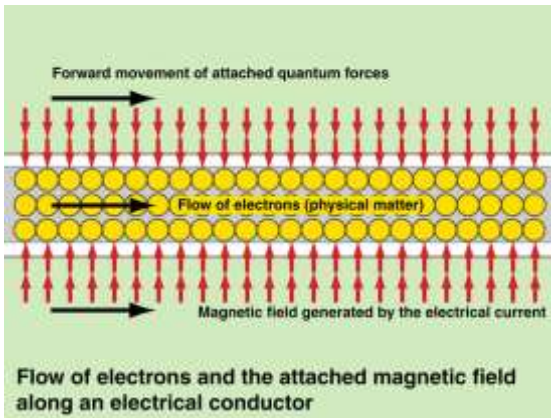 Forward movement of attached quantum forces
Flow of electrons (physical matter)
Magnetic field generated by the electrical current
Flow of electrons and the attached magnetic field
along an electrical conductor